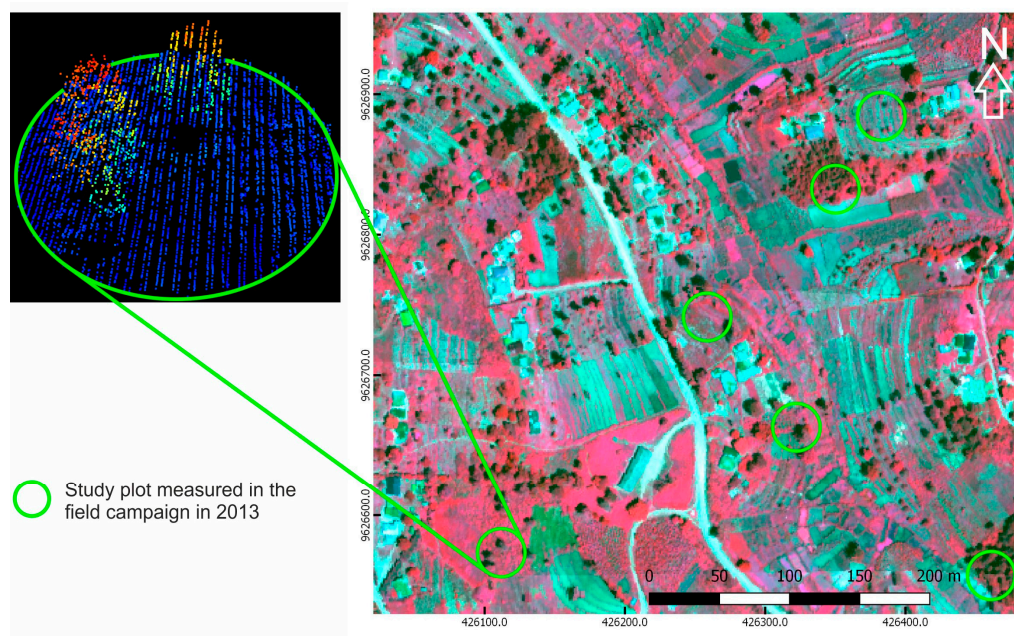 N
9626900.0
9626800.0
9626700.0
9626600.0
Study plot measured in the
field campaign in 2013
0 50 100 150 200 m
426100.0 426200.0 426300.0 426400.0